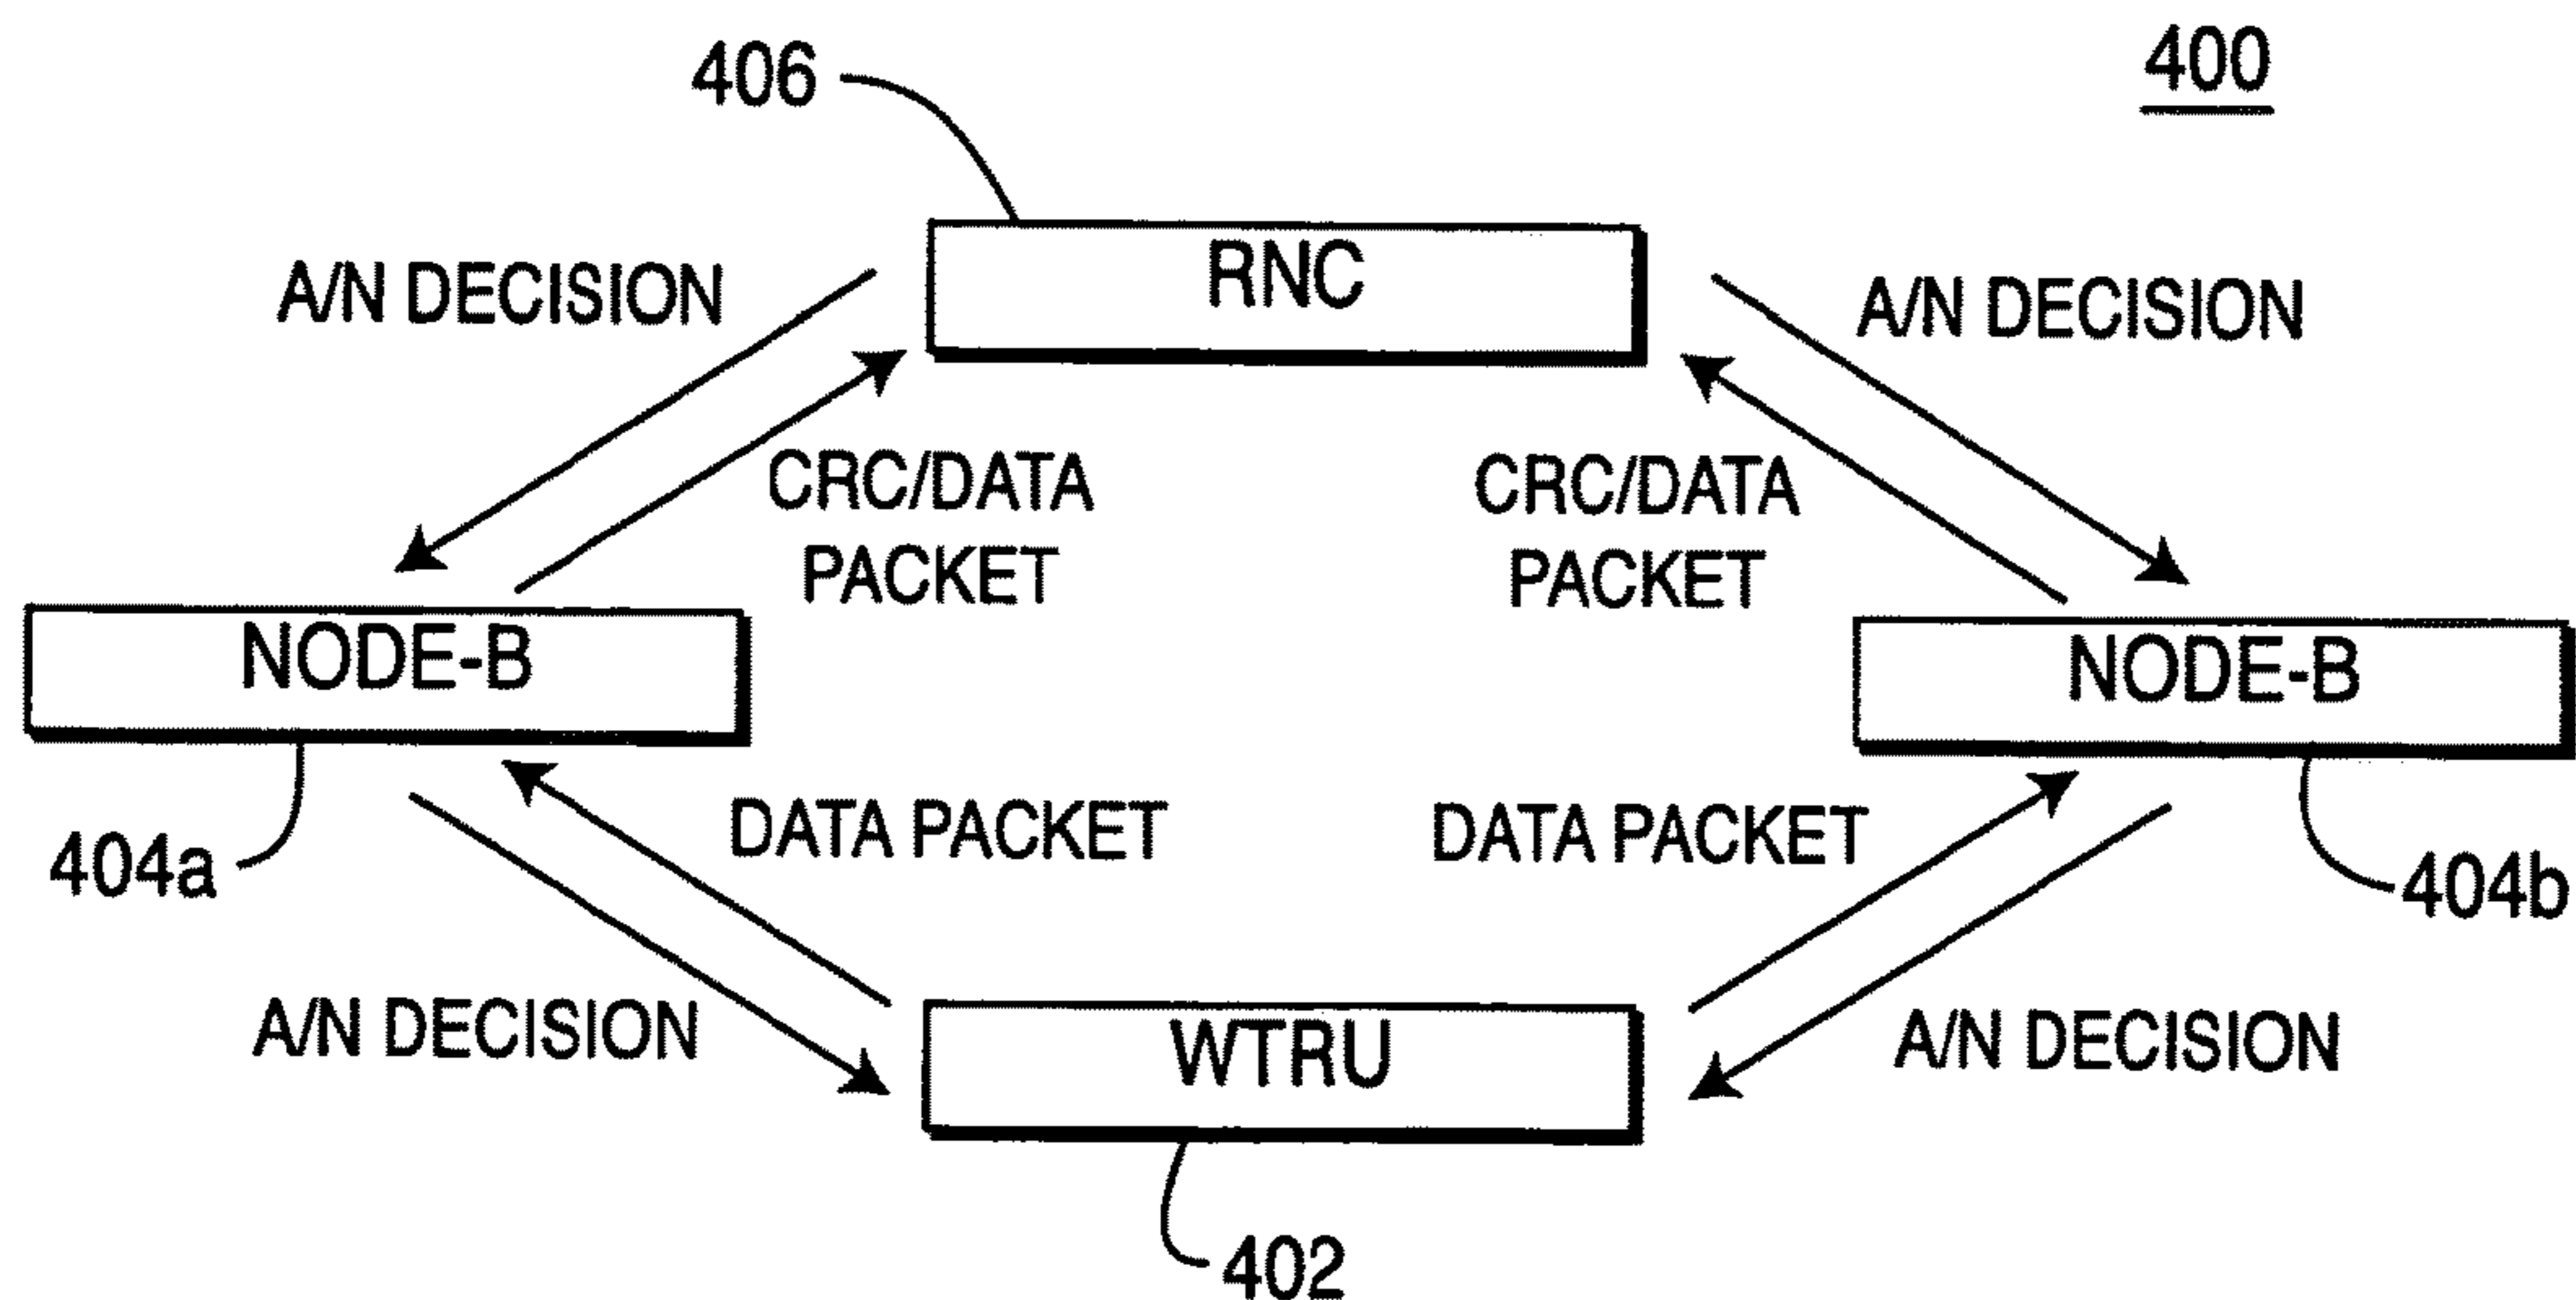 400
406
RNC
A/N DECISION
A/N DECISION
CRC/DATA
PACKET
CRC/DATA
PACKET
NODE-B
NODE-B
404a
DATA PACKET
DATA PACKET
404b
A/N DECISION
WTRU
A/N DECISION
402